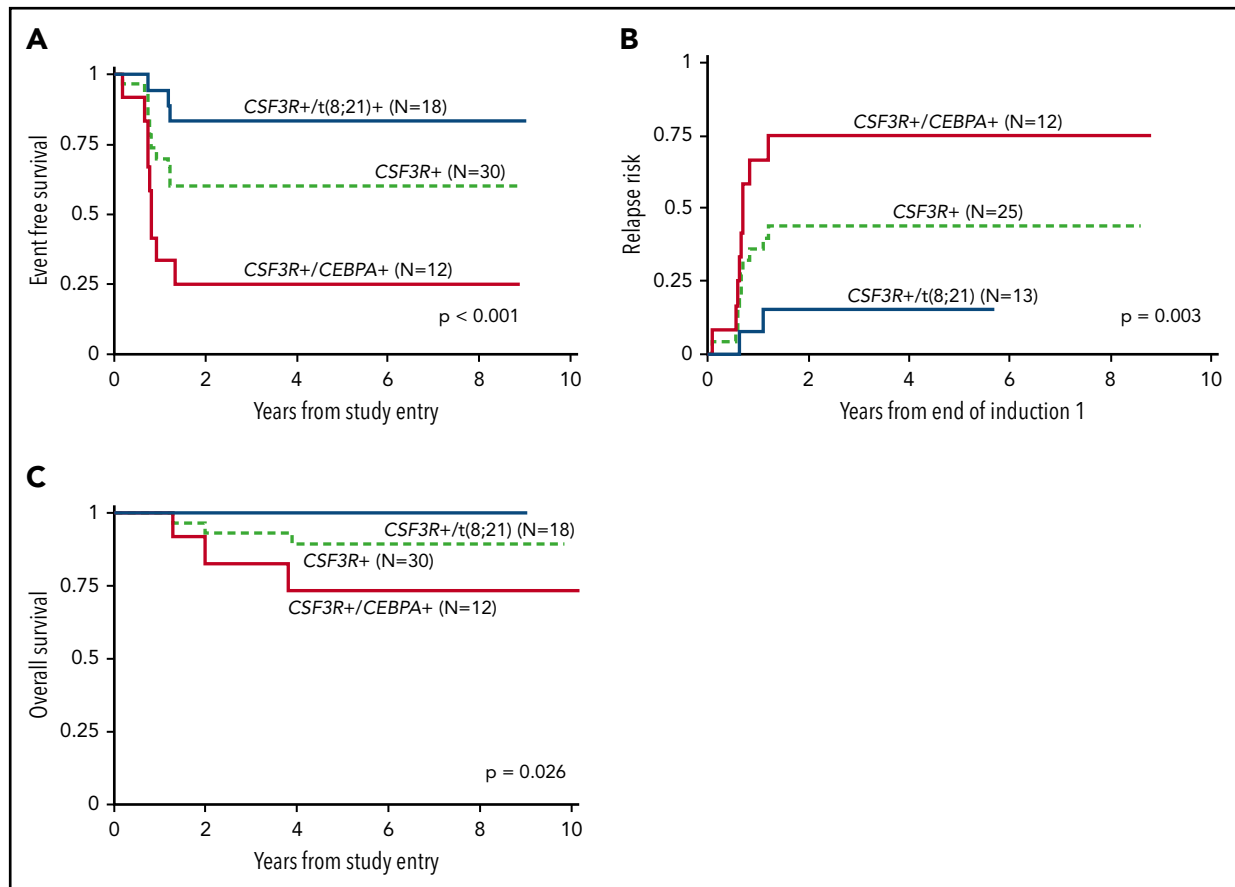 A
Event free survival
1
0.75
0.5
0.25
0
CSF3R+/t(8;21)+ (N=18)
CSF3R+ (N=30)
CSF3R+/CEBPA+ (N=12)
p < 0.001
0 2 4 6 8 10
Years from study entry
B
Relapse risk
1
0.75
0.5
0.25
0
CSF3R+/CEBPA+ (N=12)
CSF3R+ (N=25)
CSF3R+/t(8;21) (N=13)
p = 0.003
0 2 4 6 8 10
Years from end of induction 1
C
Overall survival
1
0.75
0.5
0.25
0
CSF3R+/t(8;21) (N=18)
CSF3R+ (N=30)
CSF3R+/CEBPA+ (N=12)
p = 0.026
0 2 4 6 8 10
Years from study entry